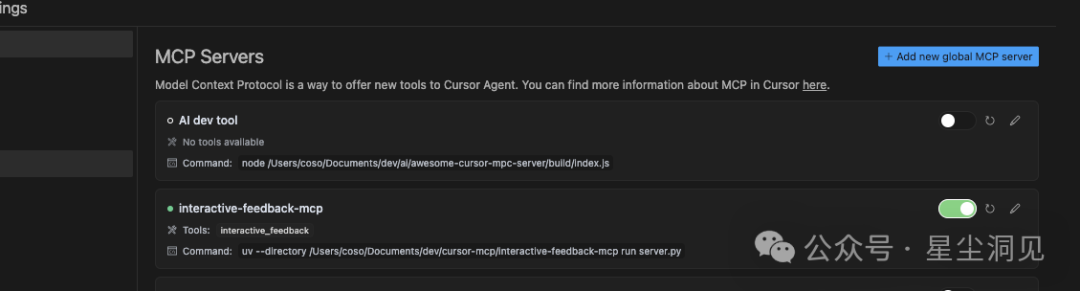 ings
MCP Servers
+ Add new global MCP server
Model Context Protocol is a way to offer new tools to Cursor Agent. You can find more information about MCP in Cursor here.
AI dev tool
No tools available
Command: node /Users/coso/Documents/dev/ai/awesome-cursor-mpc-server/build/index.js
interactive-feedback-mcp
Tools: interactive_feedback
Command: uv --directory /Users/coso/Documents/dev/cursor-mcp/interactive-feedback-mcp run server.py
公众号 · 星尘洞见